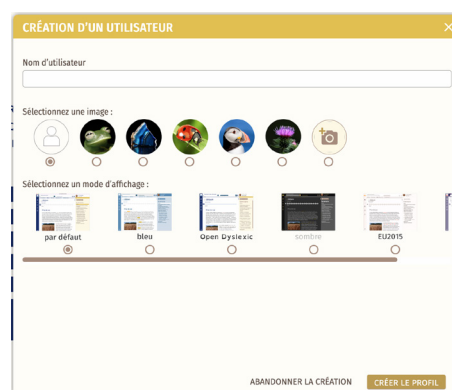 CRÉATION D'UN UTILISATEUR
Nom d'utilisateur
Sélectionnez une image :
Sélectionnez un mode d'affichage :
par défaut bleu Open Dyslexic sombre EU2015
ABANDONNER LA CRÉATION CRÉER LE PROFIL